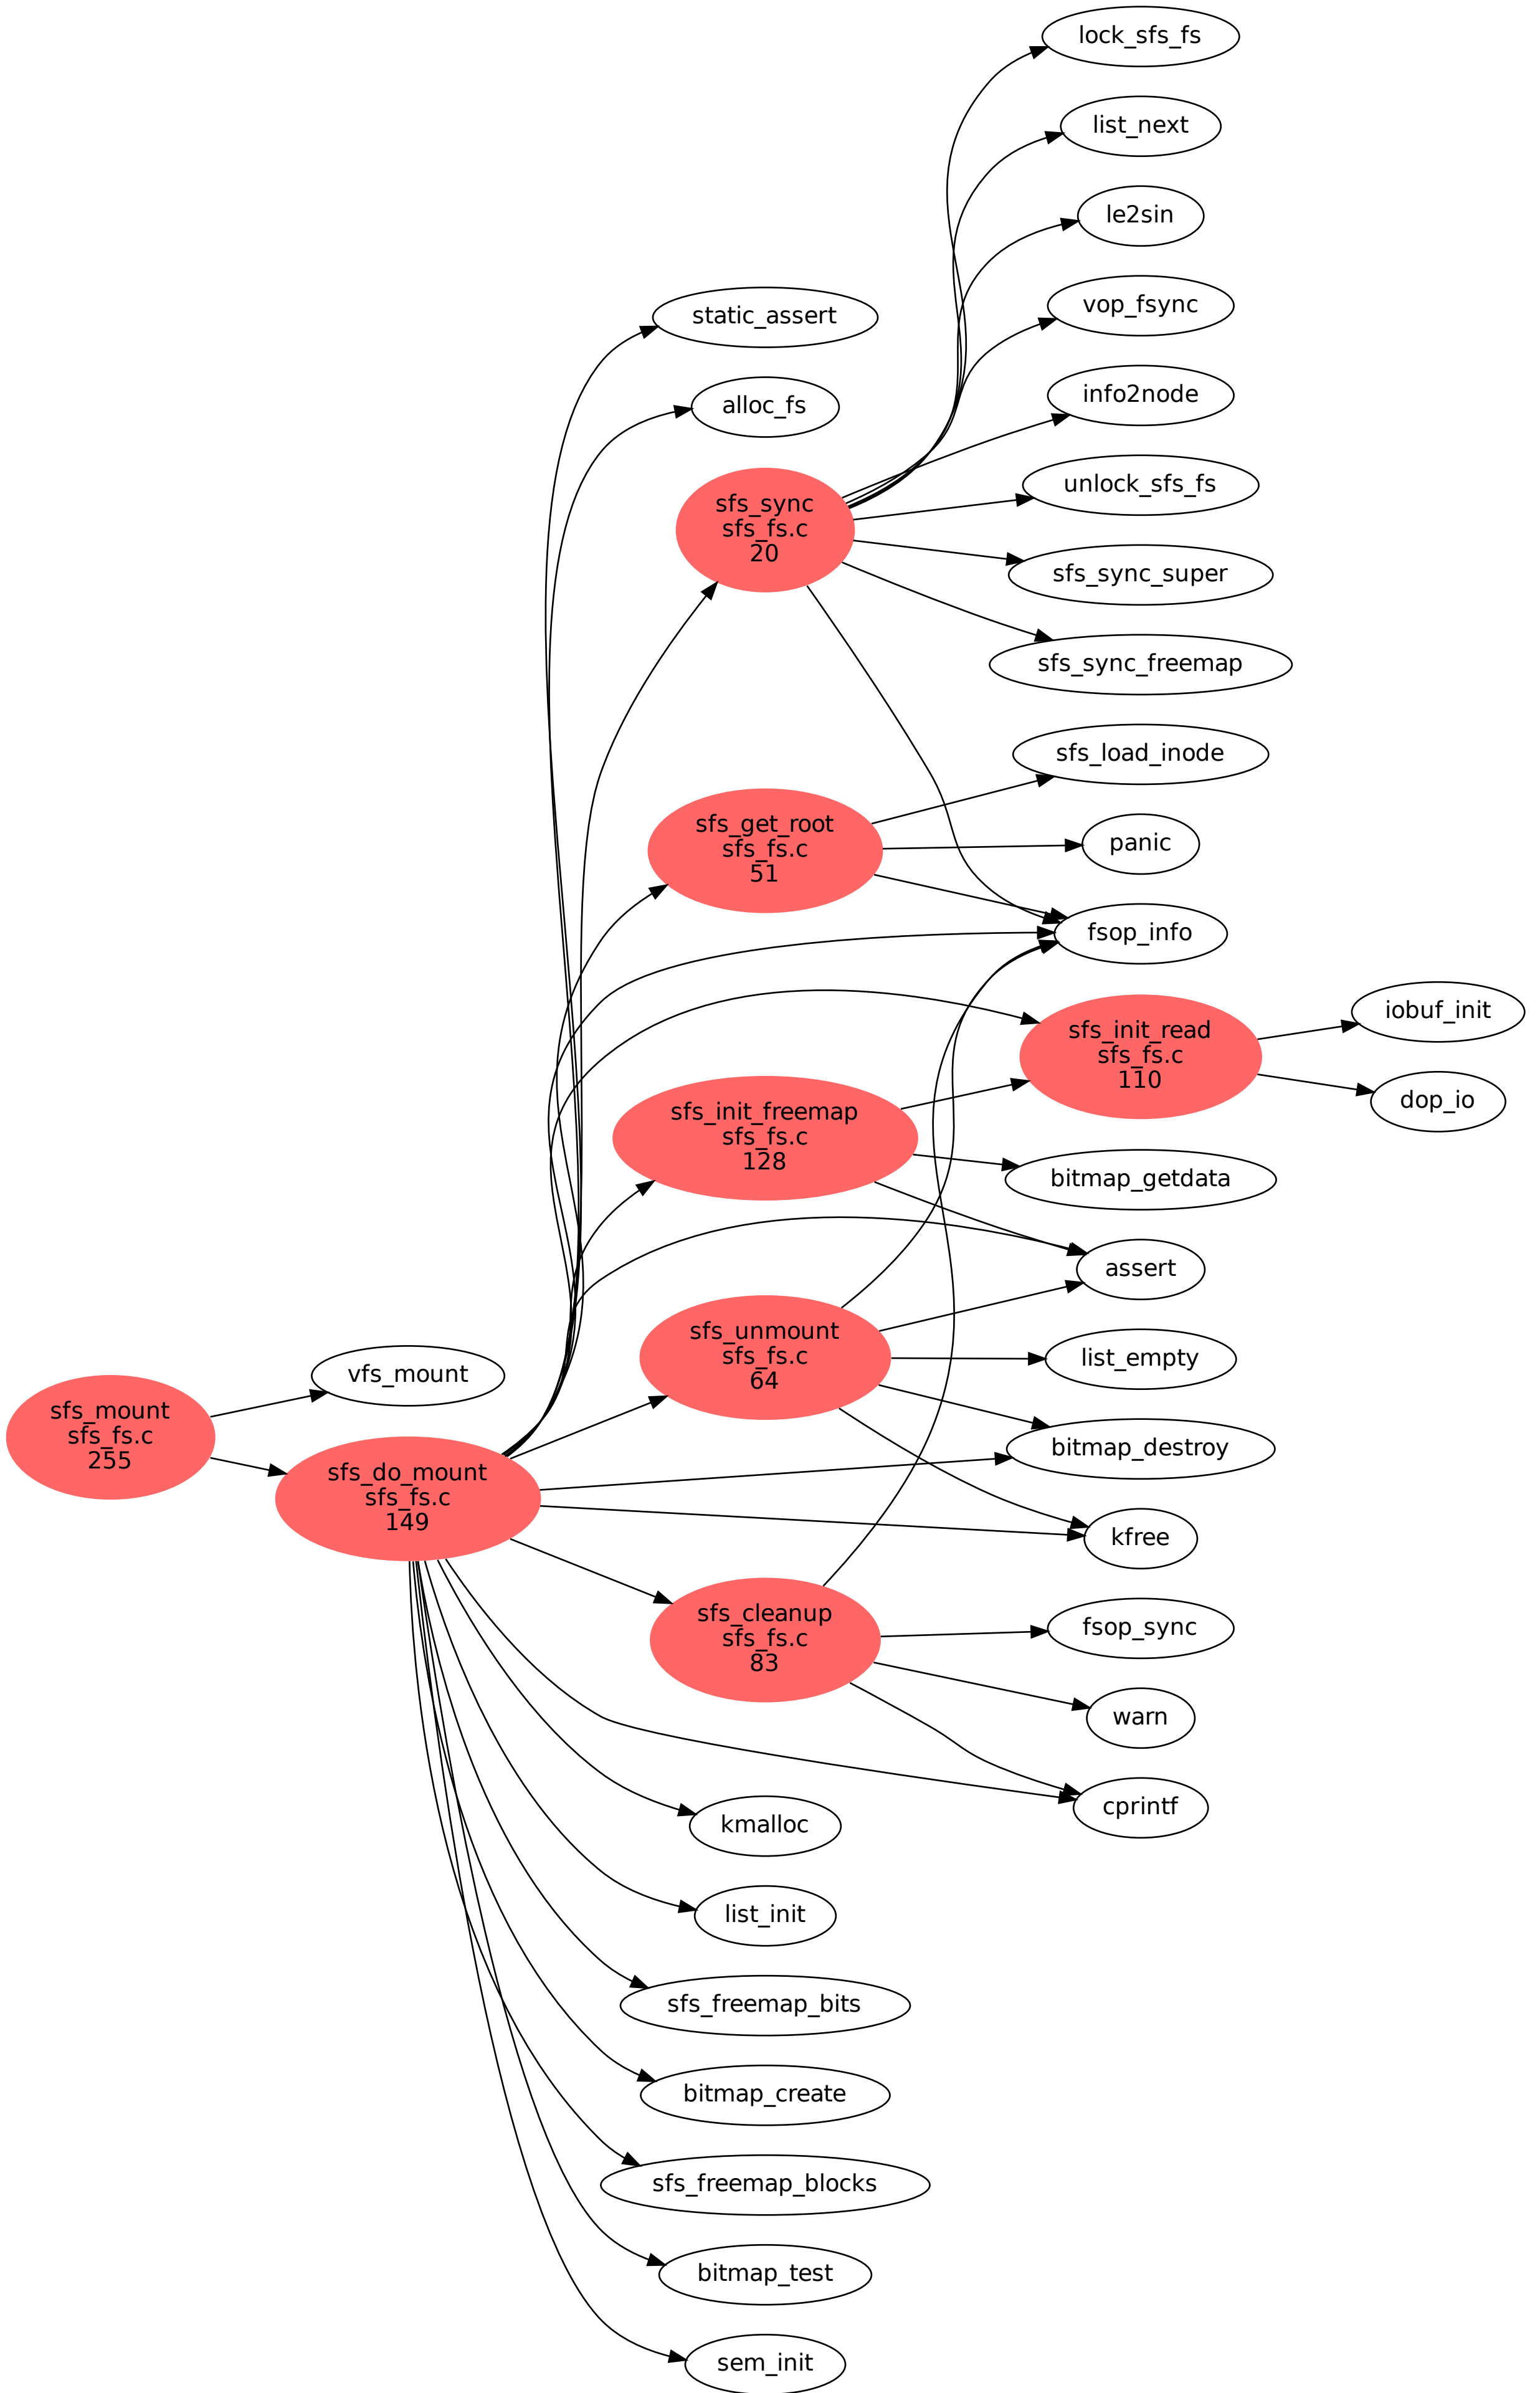 lock_sfs_fs
list_next
le2sin
static_assert
vop_fsync
alloc_fs
info2node
sfs_sync
sfs_fs.c
20
unlock_sfs_fs
sfs_sync_super
sfs_sync_freemap
sfs_load_inode
sfs_get_root
sfs_fs.c
51
panic
fsop_info
sfs_init_read
sfs_fs.c
110
iobuf_init
dop_io
sfs_init_freemap
sfs_fs.c
128
bitmap_getdata
assert
sfs_unmount
sfs_fs.c
64
list_empty
vfs_mount
sfs_mount
sfs_fs.c
255
bitmap_destroy
sfs_do_mount
sfs_fs.c
149
kfree
sfs_cleanup
sfs_fs.c
83
fsop_sync
warn
cprintf
kmalloc
list_init
sfs_freemap_bits
bitmap_create
sfs_freemap_blocks
bitmap_test
sem_init